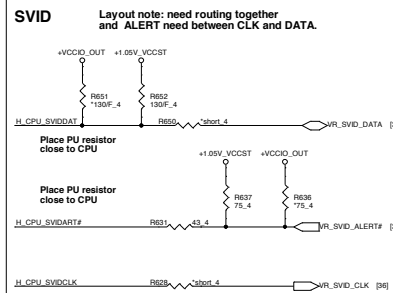 SVID
Layout note: need routing together
and ALERT need between CLK and DATA.
+VCCIO_OUT +1.05V_VCCST
R651 R652
*130/F_4 130/F_4
H_CPU_SVIDDAT R650 *short_4 VR_SVID_DATA
Place PU resistor
close to CPU
+1.05V_VCCST +VCCIO_OUT
Place PU resistor
close to CPU
R637 R636
75_4 *75_4
H_CPU_SVIDART# R631 43_4 VR_SVID_ALERT#
H_CPU_SVIDCLK R628 *short_4 VR_SVID_CLK [36]